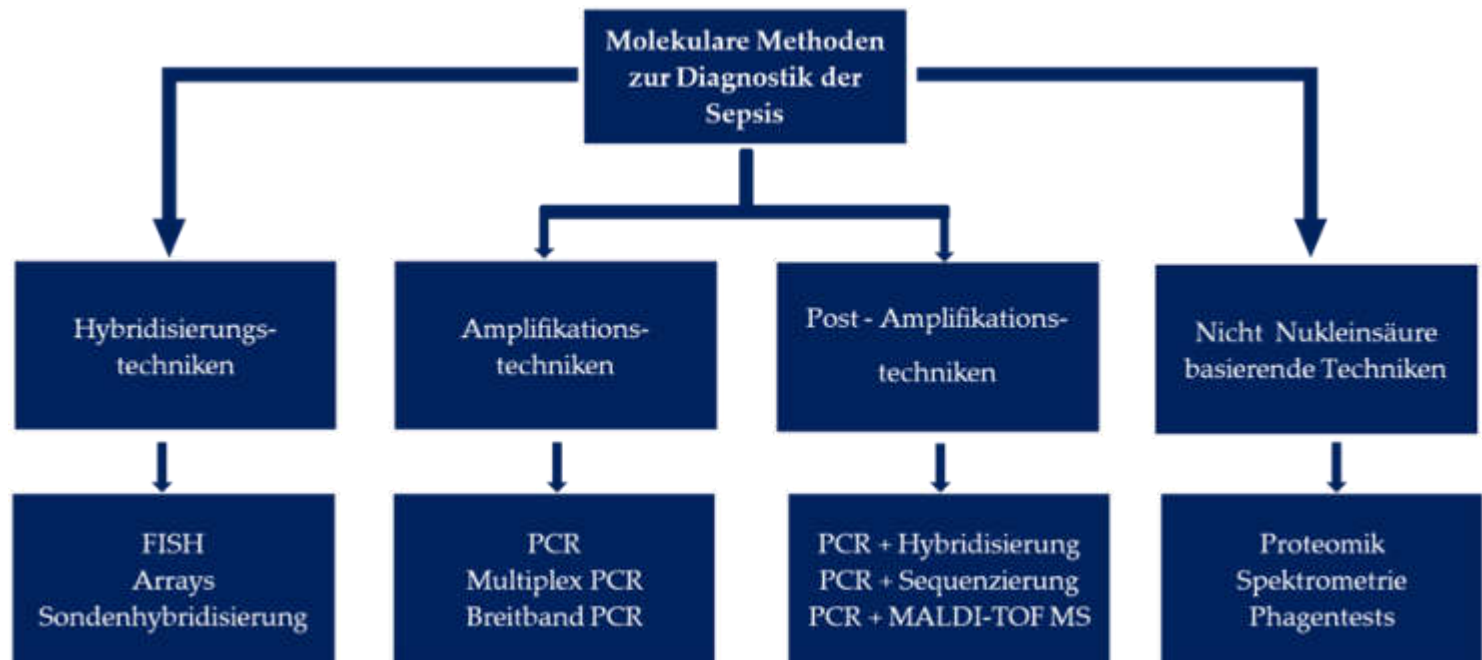 Molekulare Methoden
zur Diagnostik der
Sepsis
Hybridisierungs-
techniken
Amplifikations-
techniken
Post - Amplifikations-
techniken
Nicht Nukleinsäure
basierende Techniken
FISH
Arrays
Sondenhybridisierung
PCR
Multiplex PCR
Breitband PCR
PCR + Hybridisierung
PCR + Sequenzierung
PCR + MALDI-TOF MS
Proteomik
Spektrometrie
Phagentests